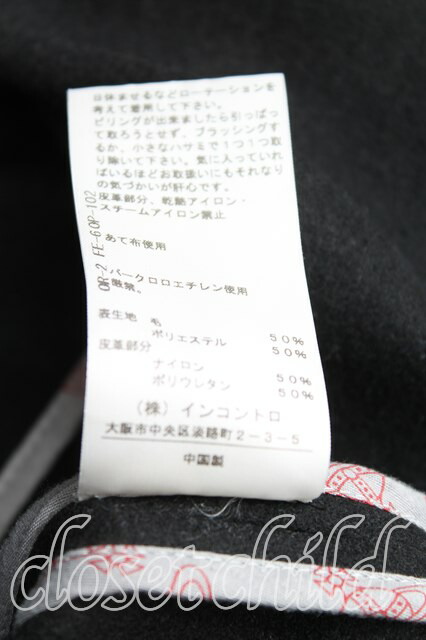 は休ませるなどローテーションを
考えて着用して下さい。
ピリングが出来ましたら引っぱっ
て取ろうとせず、ブラッシングす
るか、小さなハサミで1つ1つ取
り除いて下さい。気に入っていれ
ばいるほどお取扱いにもそれなり
の気づかいが肝心です。
皮革部分、乾熱アイロン・
スチームアイロン禁止
あて布使用
パークロロエチレン使用
厳禁。
OR-2 FE-60P-102
表生地 毛 50%
ポリエステル 50%
皮革部分
ナイロン 50%
ポリウレタン 50%
(株) インコントロ
大阪市中央区淡路町2-3-5
中国製
closet child